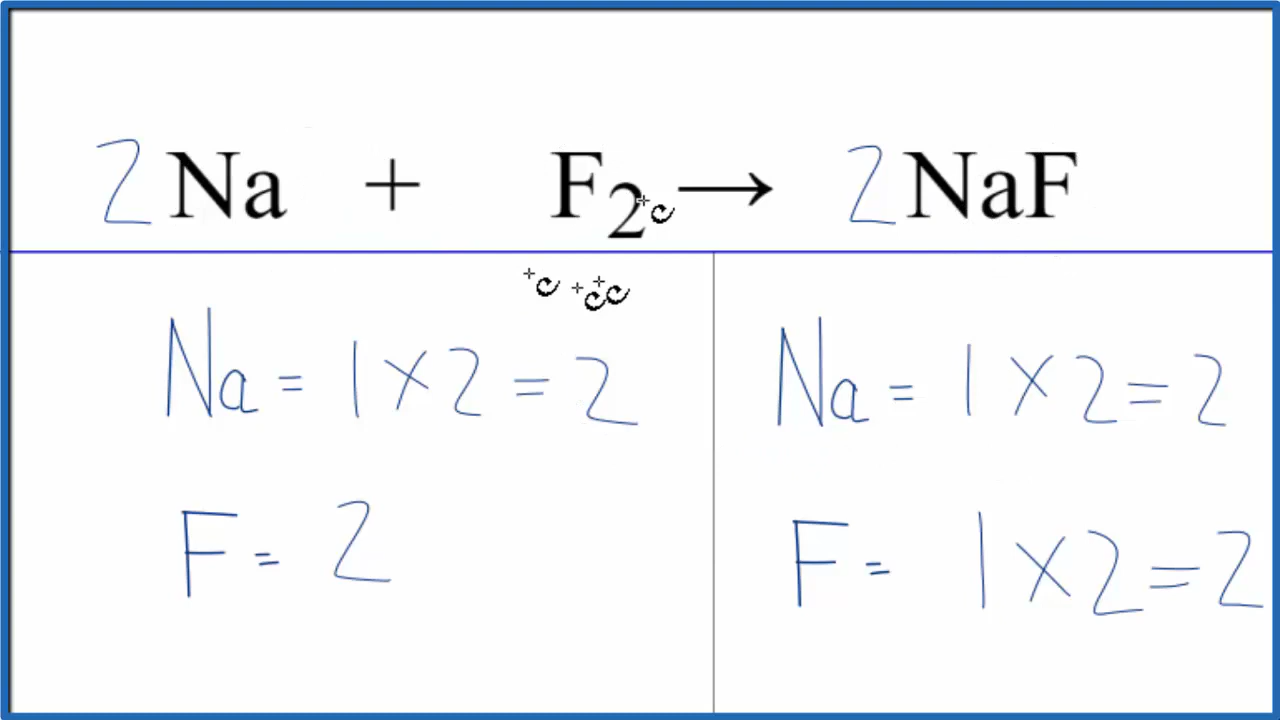 2 Na + F₂ → 2 NaF
Na = 1 X 2 = 2
F = 2
Na = 1 X 2 = 2
F = 1 X 2 = 2